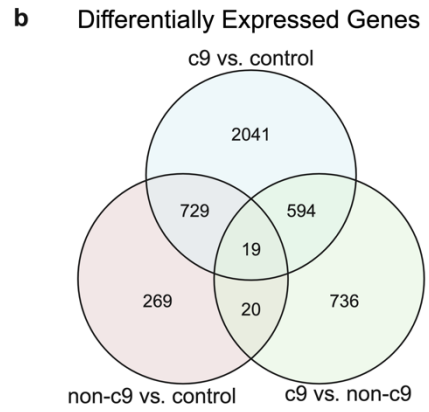 b Differentially Expressed Genes
c9 vs. control
2041
729 594
19
269 20 736
non-c9 vs. control c9 vs. non-c9